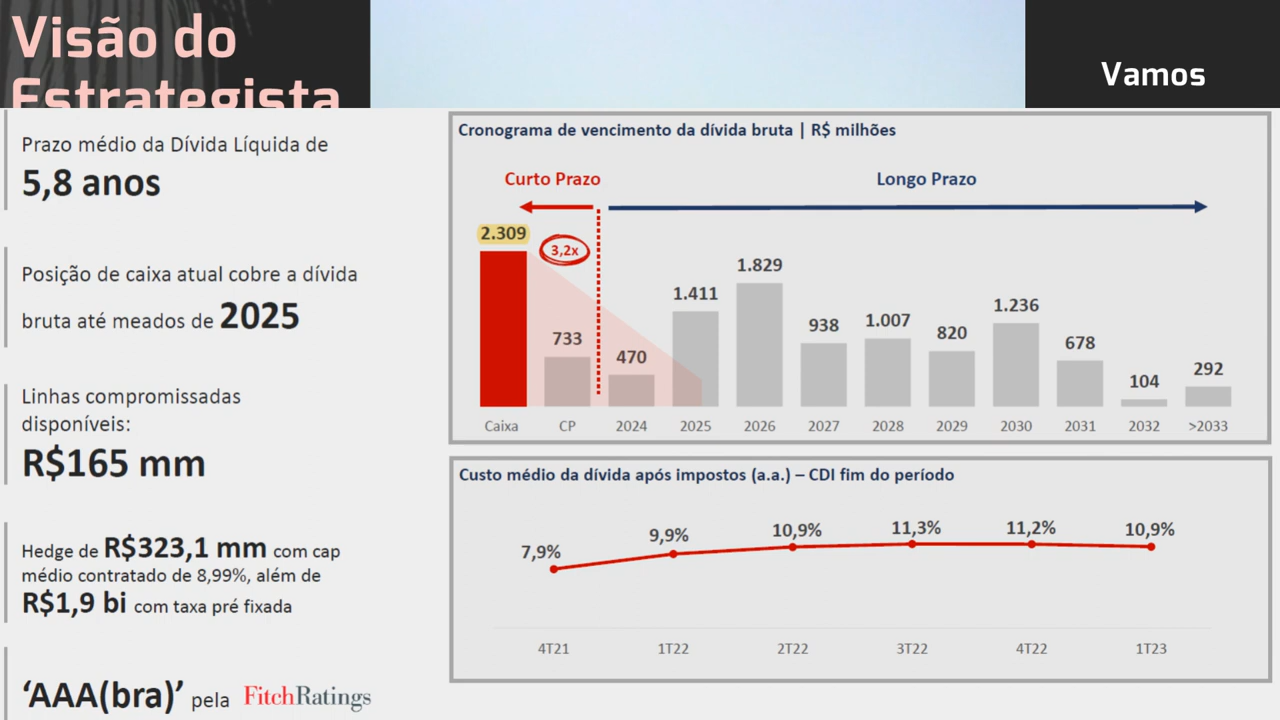 Visão do
Estrategista
Vamos
Prazo médio da Dívida Líquida de
5,8 anos
Posição de caixa atual cobre a dívida
bruta até meados de 2025
Linhas compromissadas
disponíveis:
R$165 mm
Hedge de R$323,1 mm com cap
médio contratado de 8,99%, além de
R$1,9 bi com taxa pré fixada
‘AAA(bra)’ pela FitchRatings
Cronograma de vencimento da dívida bruta | R$ milhões
Curto Prazo Longo Prazo
2.309 3,2x 733 470 1.411 1.829 938 1.007 820 1.236 678 104 292
Caixa CP 2024 2025 2026 2027 2028 2029 2030 2031 2032 >2033
Custo médio da dívida após impostos (a.a.) – CDI fim do período
7,9% 9,9% 10,9% 11,3% 11,2% 10,9%
4T21 1T22 2T22 3T22 4T22 1T23